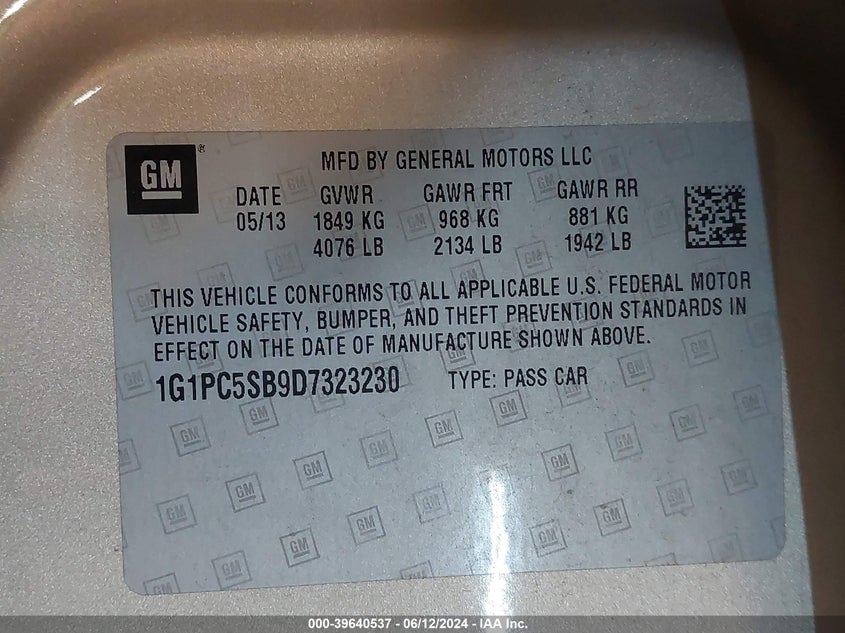 GM®
MFD BY GENERAL MOTORS LLC
DATE GVWR GAWR FRT GAWR RR
05/13 1849 KG 968 KG 881 KG
4076 LB 2134 LB 1942 LB
THIS VEHICLE CONFORMS TO ALL APPLICABLE U.S. FEDERAL MOTOR
VEHICLE SAFETY, BUMPER, AND THEFT PREVENTION STANDARDS IN
EFFECT ON THE DATE OF MANUFACTURE SHOWN ABOVE.
1G1PC5SB9D7323230 TYPE: PASS CAR
000-39640537 - 06/12/2024 - IAA Inc.